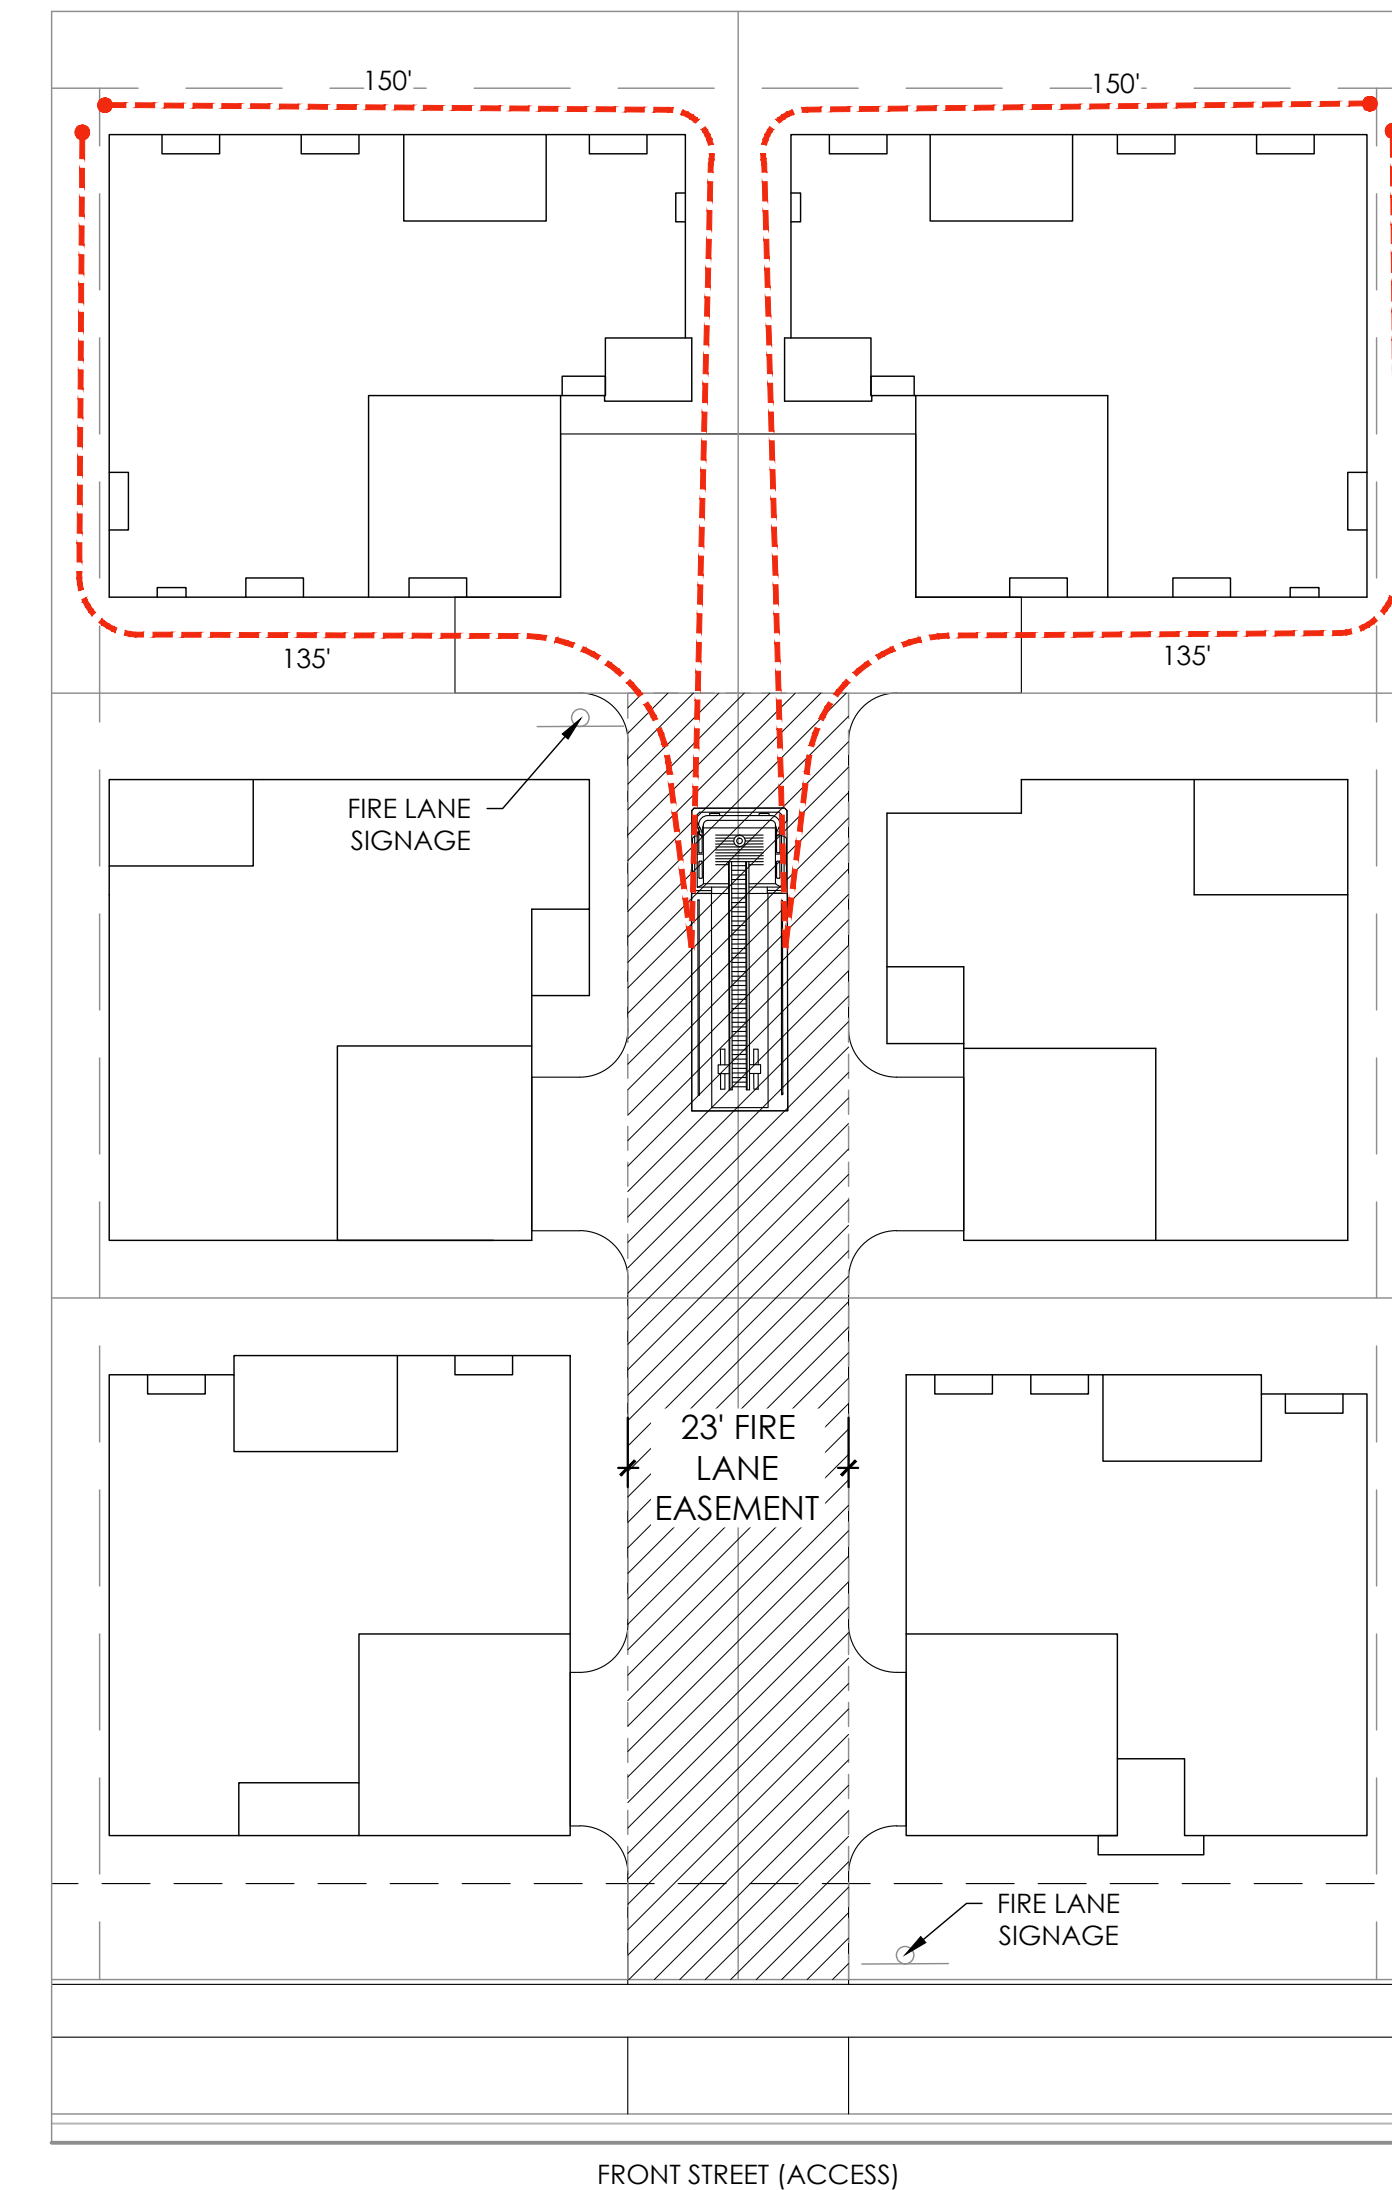 150'
150'
135'
135'
FIRE LANE
SIGNAGE
23' FIRE
LANE
EASEMENT
FIRE LANE
SIGNAGE
FRONT STREET (ACCESS)